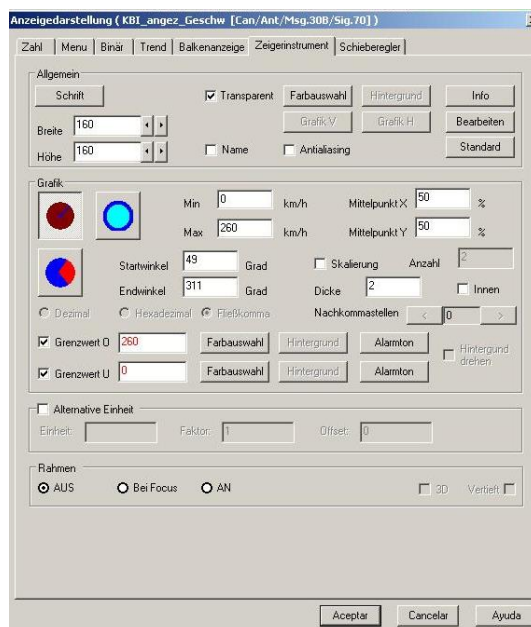 Anzeigedarstellung ( KBI_angez_Geschw [Can/Ant/Msg.308/Sig.70] )
Zahl Menu Binär Trend Balkenanzeige Zeigerinstrument Schieberegler
Allgemein
Schrift Transparent Farbauswahl Hintergrund Info
Breite 160 Grafik V Grafik H Bearbeiten
Höhe 160 Name Antialiasing Standard
Grafik
Min 0 km/h Mittelpunkt X 50 %
Max 260 km/h Mittelpunkt Y 50 %
Startwinkel 49 Grad Skalierung Anzahl 2
Endwinkel 311 Grad Dicke 2 Innen
Dezimal Hexadezimal Fließkomma Nachkommastellen < 0 >
Grenzwert O 260 Farbauswahl Hintergrund Alarmton Hintergund drehen
Grenzwert U 0 Farbauswahl Hintergrund Alarmton
Alternative Einheit
Einheit: Faktor: 1 Offset: 0
Rahmen
AUS Bei Focus AN 3D Vertieft
Aceptar Cancelar Ayuda